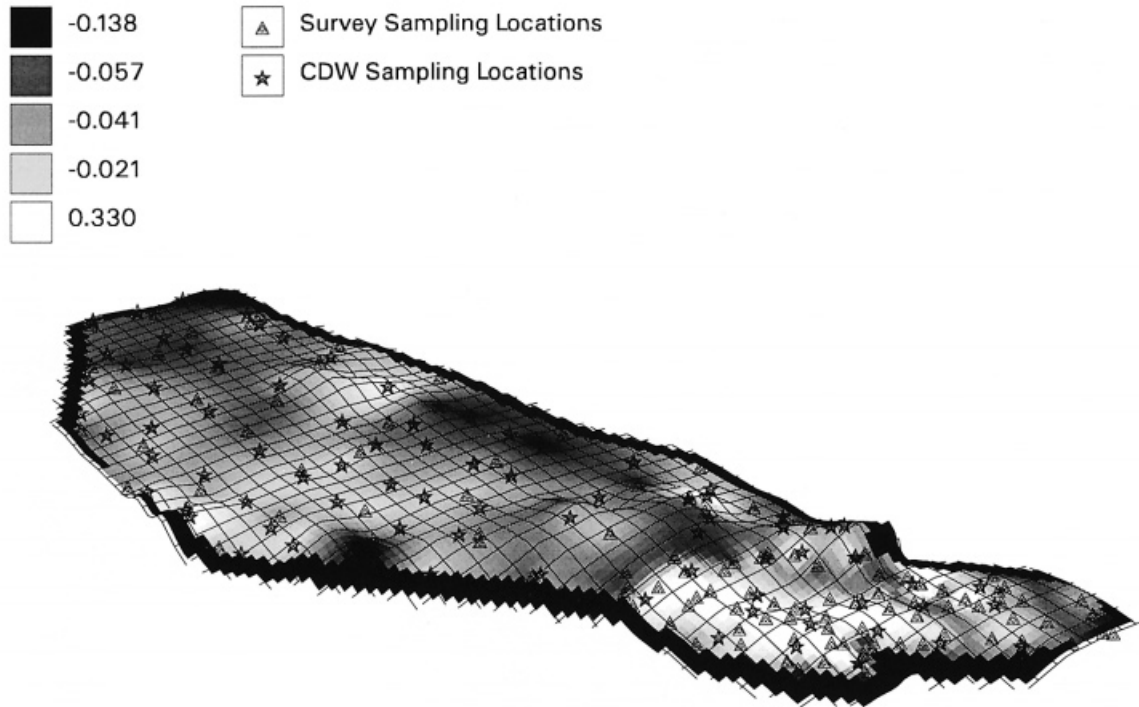 -0.138
-0.057
-0.041
-0.021
0.330
Survey Sampling Locations
CDW Sampling Locations